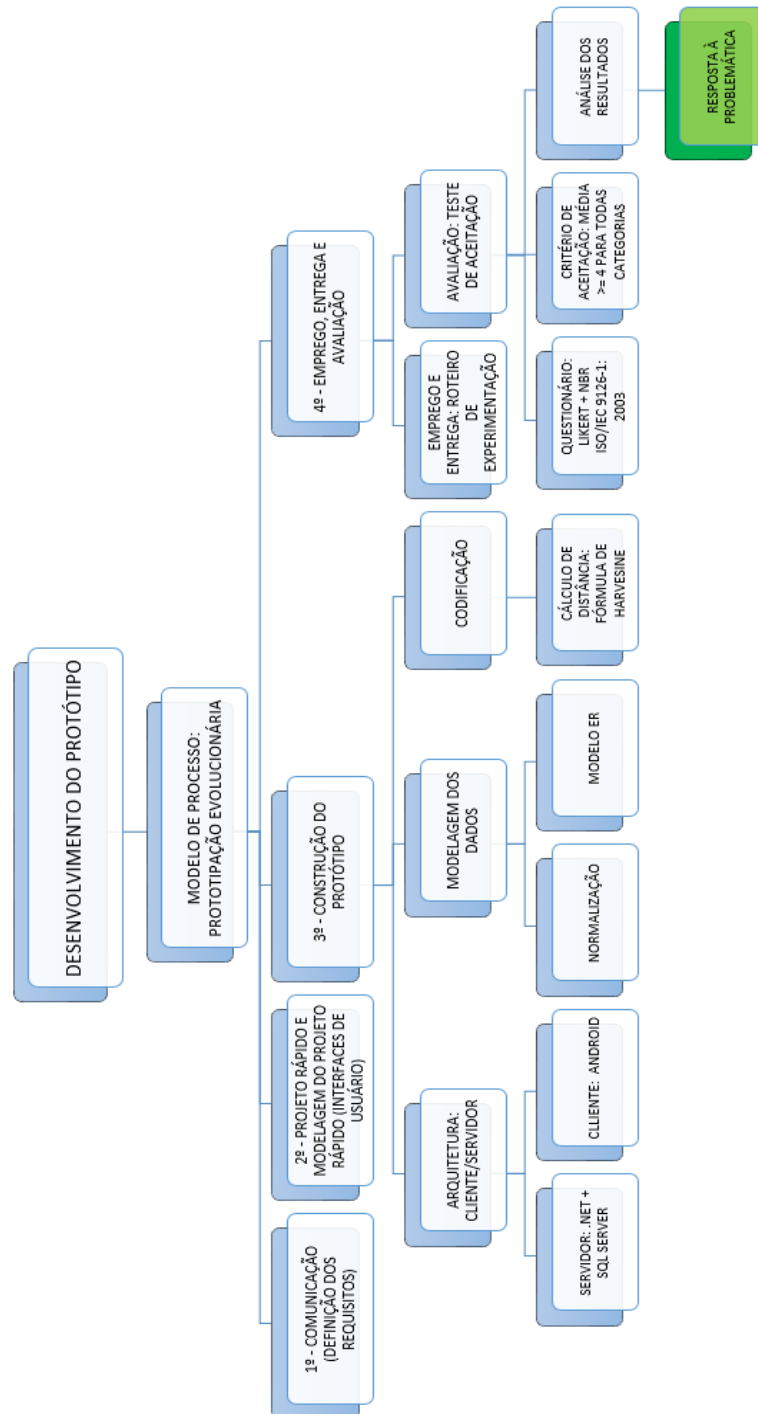 DESENVOLVIMENTO DO PROTÓTIPO
MODELO DE PROCESSO:
PROTOTIPAÇÃO EVOLUCIONÁRIA
1º - COMUNICAÇÃO
(DEFINIÇÃO DOS
REQUISITOS)
2º - PROJETO RÁPIDO E
MODELAGEM DO PROJETO
RÁPIDO (INTERFACES DE
USUÁRIO)
3º - CONSTRUÇÃO DO
PROTÓTIPO
4º - EMPREGO, ENTREGA E
AVALIAÇÃO
ARQUITETURA:
CLIENTE/SERVIDOR
MODELAGEM DOS
DADOS
CODIFICAÇÃO
EMPREGO E
ENTREGA: ROTEIRO
DE
EXPERIMENTAÇÃO
AVALIAÇÃO: TESTE
DE ACEITAÇÃO
SERVIDOR: .NET +
SQL SERVER
CLLIENTE: ANDROID
NORMALIZAÇÃO
MODELO ER
CÁLCULO DE
DISTÂNCIA:
FÓRMULA DE
HARVESINE
QUESTIONÁRIO:
LIKERT + NBR
ISO/IEC 9126-1:
2003
CRITÉRIO DE
ACEITAÇÃO: MÉDIA
>= 4 PARA TODAS
CATEGORIAS
ANÁLISE DOS
RESULTADOS
RESPOSTA À
PROBLEMÁTICA